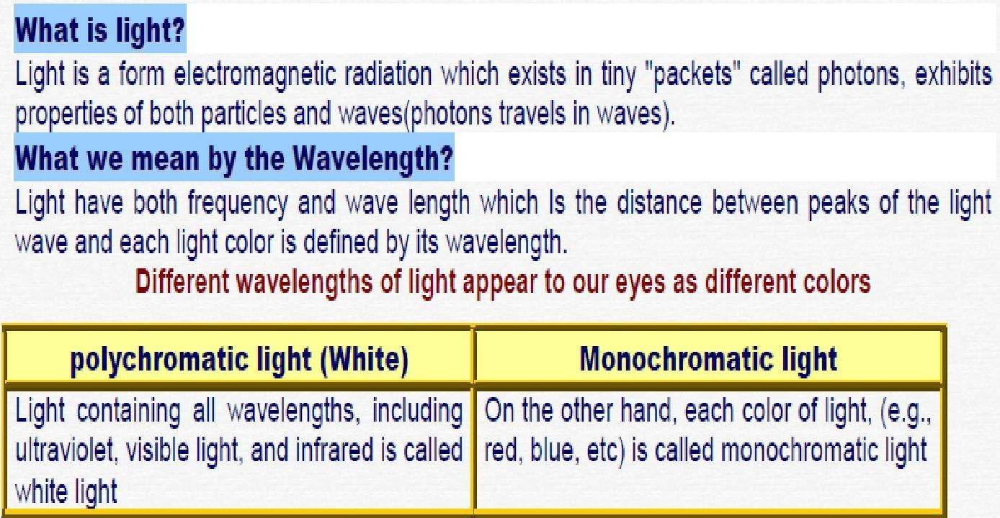 What is light?
Light is a form electromagnetic radiation which exists in tiny "packets" called photons, exhibits
properties of both particles and waves(photons travels in waves).
What we mean by the Wavelength?
Light have both frequency and wave length which Is the distance between peaks of the light
wave and each light color is defined by its wavelength.
Different wavelengths of light appear to our eyes as different colors
polychromatic light (White)
Light containing all wavelengths, including
ultraviolet, visible light, and infrared is called
white light
Monochromatic light
On the other hand, each color of light, (e.g.,
red, blue, etc) is called monochromatic light